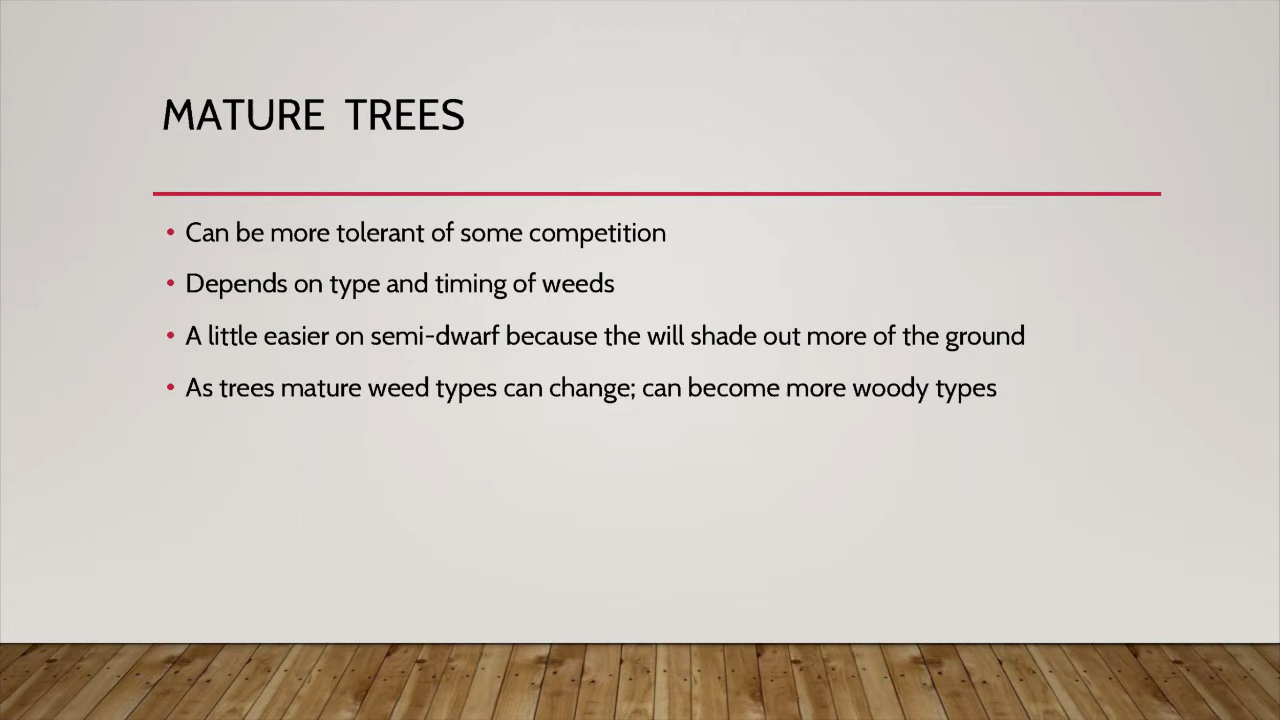 MATURE TREES
• Can be more tolerant of some competition
• Depends on type and timing of weeds
• A little easier on semi-dwarf because the will shade out more of the ground
• As trees mature weed types can change; can become more woody types